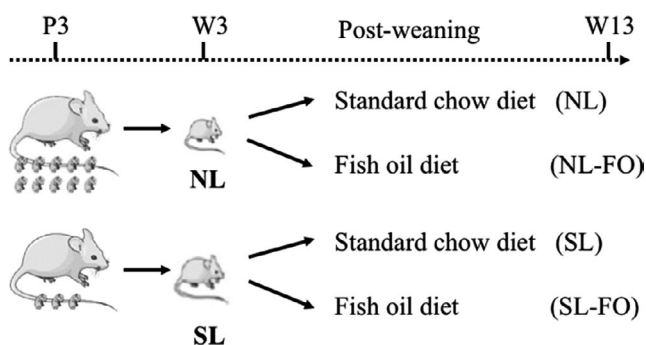 P3 W3 Post-weaning W13
Standard chow diet (NL)
Fish oil diet (NL-FO)
NL
Standard chow diet (SL)
Fish oil diet (SL-FO)
SL